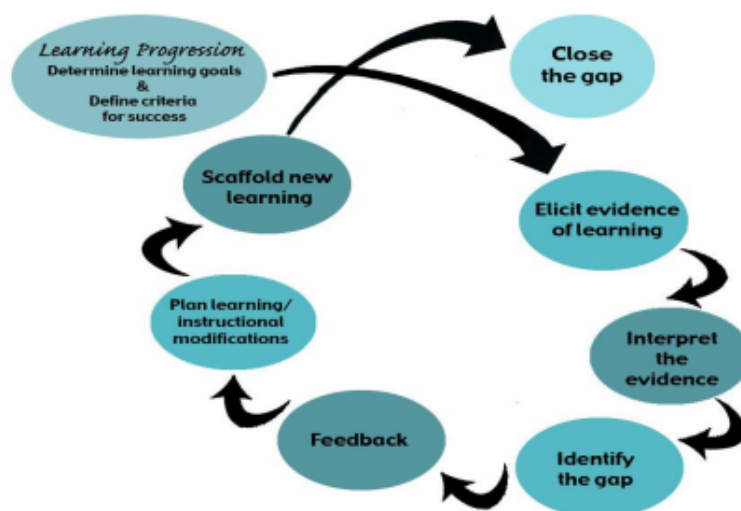 Learning Progression
Determine learning goals
&
Define criteria
for success
Close
the gap
Scaffold new
learning
Elicit evidence
of learning
Plan learning/
instructional
modifications
Interpret
the
evidence
Feedback
Identify
the gap